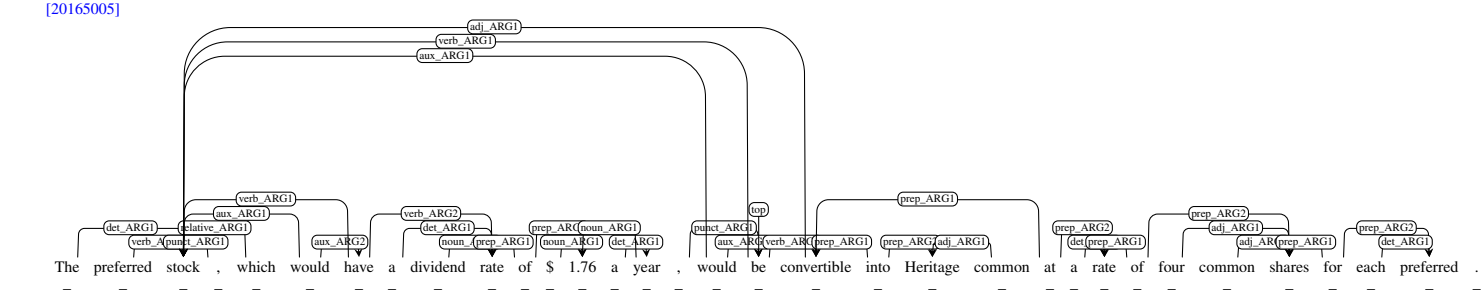 [20165005]
adj_ARG1
verb_ARG1
aux_ARG1
verb_ARG1 prep_ARG1
aux_ARG1 verb_ARG2 top prep_ARG2
det_ARG1 relative_ARG1 det_ARG1 noun_ARG1 punct_ARG1 prep_ARG2 adj_ARG1 prep_ARG2
punct_ARG1 aux_ARG2 prep_ARG1 noun_ARG1 det_ARG1 prep_ARG1 adj_ARG1 prep_ARG1 prep_ARG1 det_ARG1
The preferred stock , which would have a dividend rate of $ 1.76 a year , would be convertible into Heritage common at a rate of four common shares for each preferred .
_ _ _ _ _ _ _ _ _ _ _ _ _ _ _ _ _ _ _ _ _ _ _ _ _ _ _ _ _ _ _ _ _